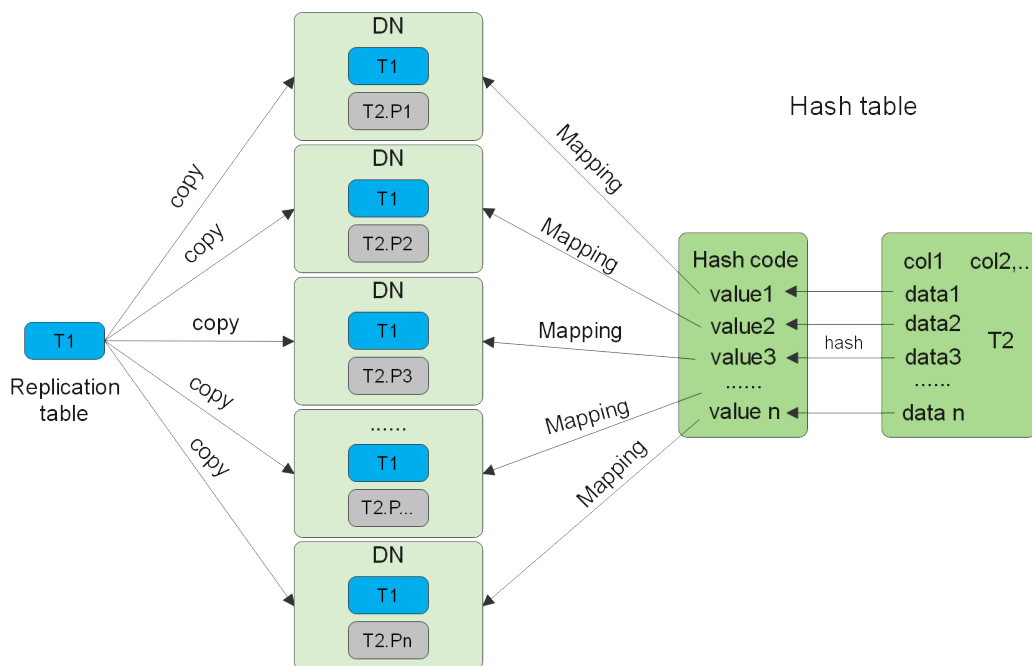 DN
T1
T2.P1
DN
T1
T2.P2
DN
T1
T2.P3
......
T1
T2.P...
DN
T1
T2.Pn
T1
Replication
table
copy
copy
copy
copy
copy
Mapping
Mapping
Mapping
Mapping
Mapping
Hash table
Hash code
value1
value2
value3
......
value n
hash
col1 col2,..
data1
data2
data3
......
data n
T2